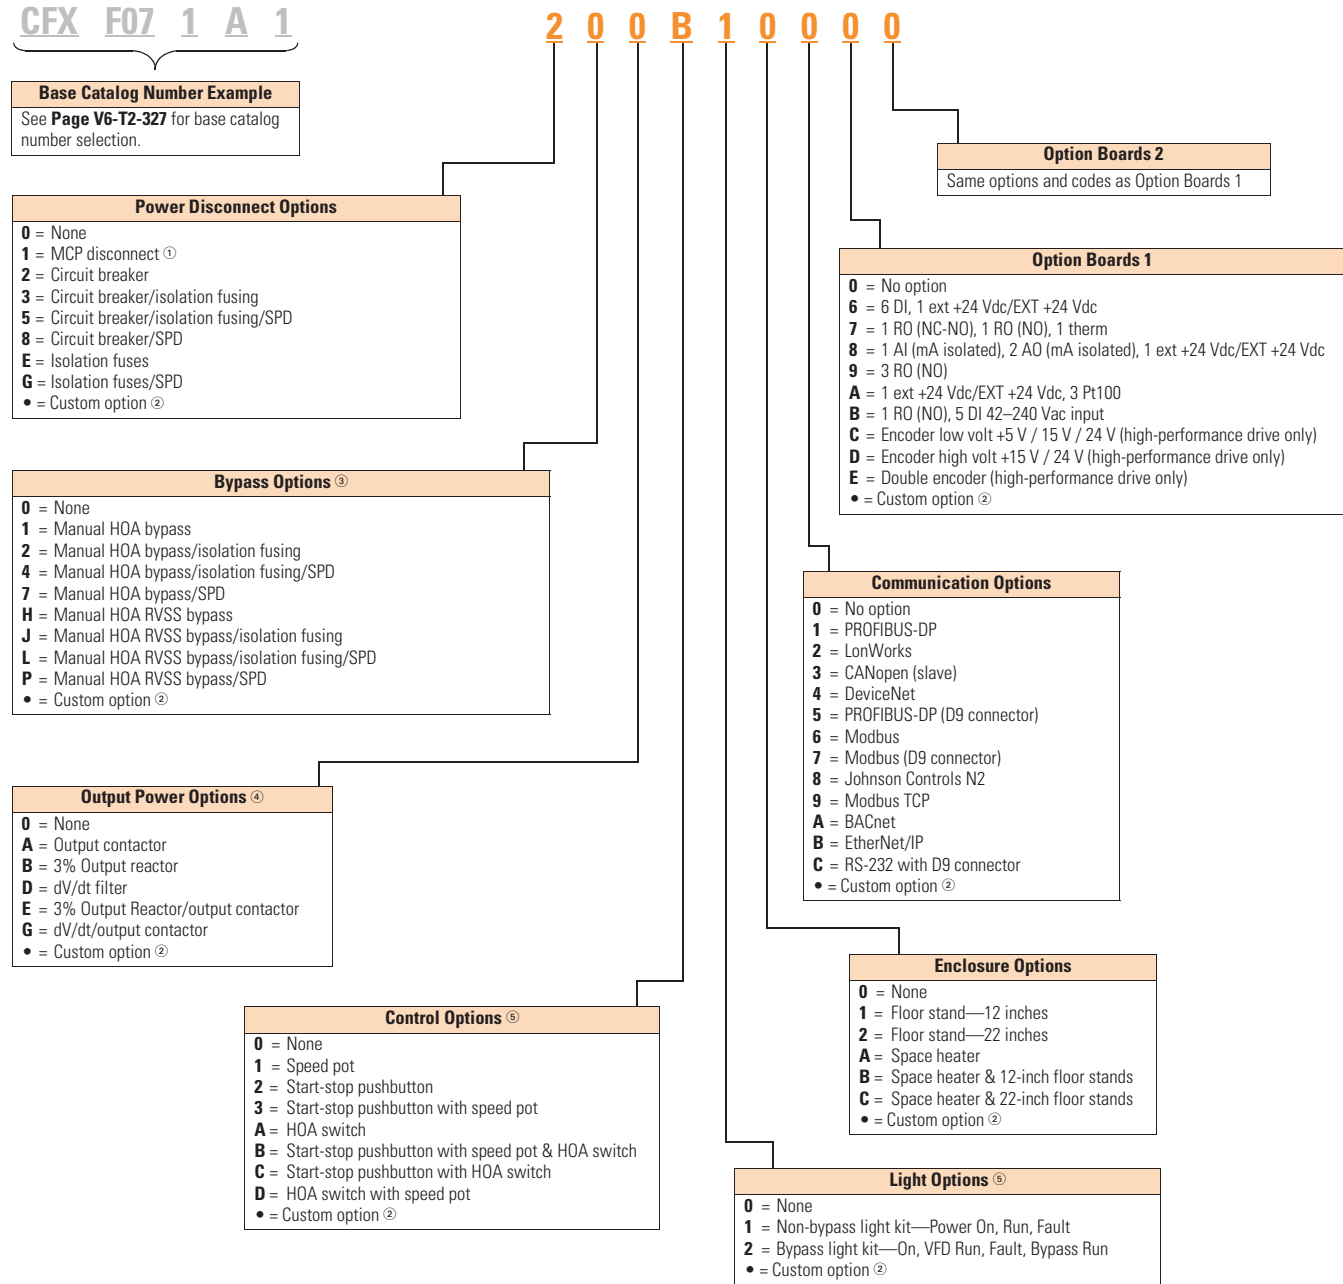 CFX F07 1 A 1
2 0 0 B 1 0 0 0 0
Base Catalog Number Example
See Page V6-T2-327 for base catalog
number selection.
Power Disconnect Options
0 = None
1 = MCP disconnect ①
2 = Circuit breaker
3 = Circuit breaker/isolation fusing
5 = Circuit breaker/isolation fusing/SPD
8 = Circuit breaker/SPD
E = Isolation fuses
G = Isolation fuses/SPD
• = Custom option ②
Bypass Options ③
0 = None
1 = Manual HOA bypass
2 = Manual HOA bypass/isolation fusing
4 = Manual HOA bypass/isolation fusing/SPD
7 = Manual HOA bypass/SPD
H = Manual HOA RVSS bypass
J = Manual HOA RVSS bypass/isolation fusing
L = Manual HOA RVSS bypass/isolation fusing/SPD
P = Manual HOA RVSS bypass/SPD
• = Custom option ②
Output Power Options ④
0 = None
A = Output contactor
B = 3% Output reactor
D = dV/dt filter
E = 3% Output Reactor/output contactor
G = dV/dt/output contactor
• = Custom option ②
Control Options ⑤
0 = None
1 = Speed pot
2 = Start-stop pushbutton
3 = Start-stop pushbutton with speed pot
A = HOA switch
B = Start-stop pushbutton with speed pot & HOA switch
C = Start-stop pushbutton with HOA switch
D = HOA switch with speed pot
• = Custom option ②
Option Boards 2
Same options and codes as Option Boards 1
Option Boards 1
0 = No option
6 = 6 DI, 1 ext +24 Vdc/EXT +24 Vdc
7 = 1 RO (NC-NO), 1 RO (NO), 1 therm
8 = 1 AI (mA isolated), 2 AO (mA isolated), 1 ext +24 Vdc/EXT +24 Vdc
9 = 3 RO (NO)
A = 1 ext +24 Vdc/EXT +24 Vdc, 3 Pt100
B = 1 RO (NO), 5 DI 42–240 Vac input
C = Encoder low volt +5 V / 15 V / 24 V (high-performance drive only)
D = Encoder high volt +15 V / 24 V (high-performance drive only)
E = Double encoder (high-performance drive only)
• = Custom option ②
Communication Options
0 = No option
1 = PROFIBUS-DP
2 = LonWorks
3 = CANopen (slave)
4 = DeviceNet
5 = PROFIBUS-DP (D9 connector)
6 = Modbus
7 = Modbus (D9 connector)
8 = Johnson Controls N2
9 = Modbus TCP
A = BACnet
B = EtherNet/IP
C = RS-232 with D9 connector
• = Custom option ②
Enclosure Options
0 = None
1 = Floor stand—12 inches
2 = Floor stand—22 inches
A = Space heater
B = Space heater & 12-inch floor stands
C = Space heater & 22-inch floor stands
• = Custom option ②
Light Options ⑤
0 = None
1 = Non-bypass light kit—Power On, Run, Fault
2 = Bypass light kit—On, VFD Run, Fault, Bypass Run
• = Custom option ②